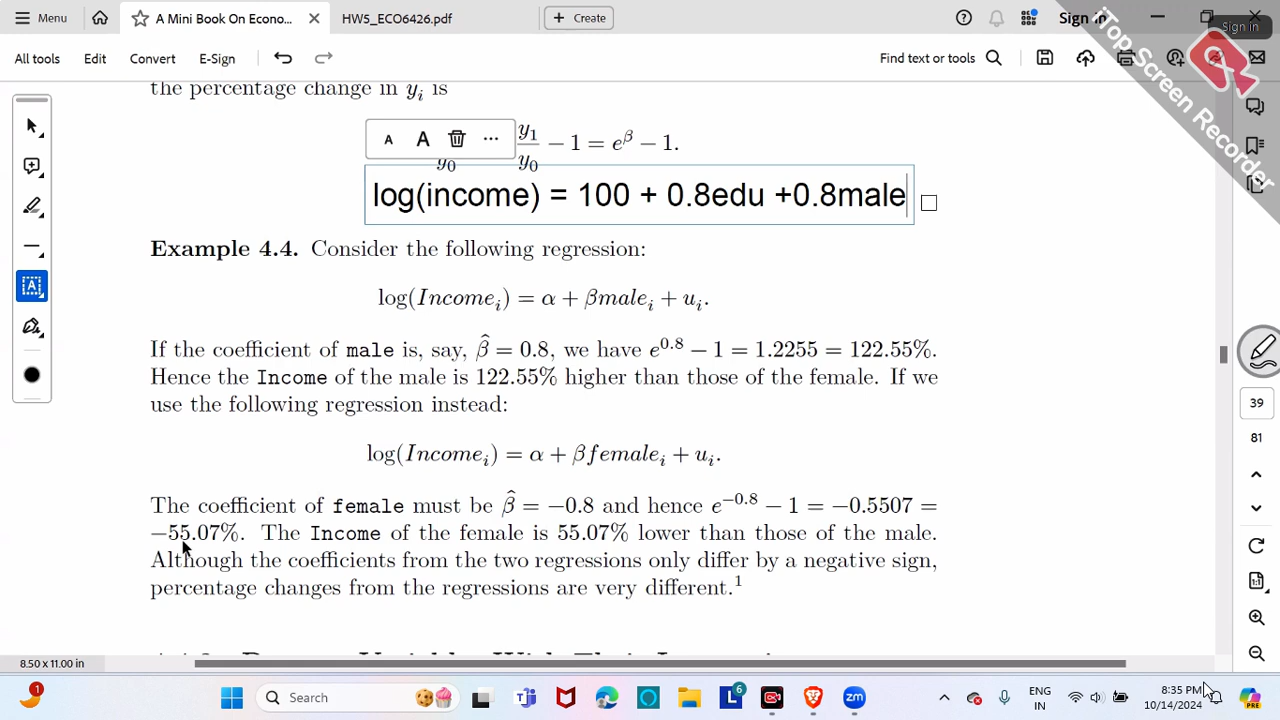 Menu A Mini Book On Econo... HW5_ECO6426.pdf Create Sign in
Sign in
All tools Edit Convert E-Sign Find text or tools
iTop Screen Recorder
the percentage change in yᵢ is
y₀ y₁/y₀ − 1 = e^β − 1.
A A ...
log(income) = 100 + 0.8edu +0.8male
Example 4.4. Consider the following regression:
log(Incomeᵢ) = α + βmaleᵢ + uᵢ.
If the coefficient of male is, say, β̂ = 0.8, we have e^0.8 − 1 = 1.2255 = 122.55%.
Hence the Income of the male is 122.55% higher than those of the female. If we
use the following regression instead:
log(Incomeᵢ) = α + βfemaleᵢ + uᵢ.
The coefficient of female must be β̂ = −0.8 and hence e^−0.8 − 1 = −0.5507 =
−55.07%. The Income of the female is 55.07% lower than those of the male.
Although the coefficients from the two regressions only differ by a negative sign,
percentage changes from the regressions are very different.¹
39
81
8.50 x 11.00 in
1 Search 6 ENG
IN
8:35 PM
10/14/2024
PRE